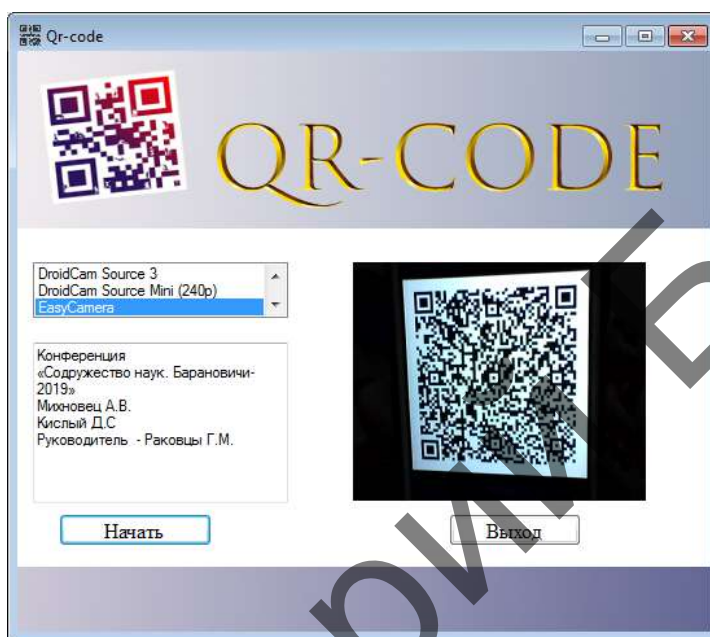 Qr-code
QR-CODE
DroidCam Source 3
DroidCam Source Mini (240p)
EasyCamera
Конференция
«Содружество наук. Барановичи-
2019»
Михновец А.В.
Кислый Д.С
Руководитель - Раковцы Г.М.
Начать
Выход